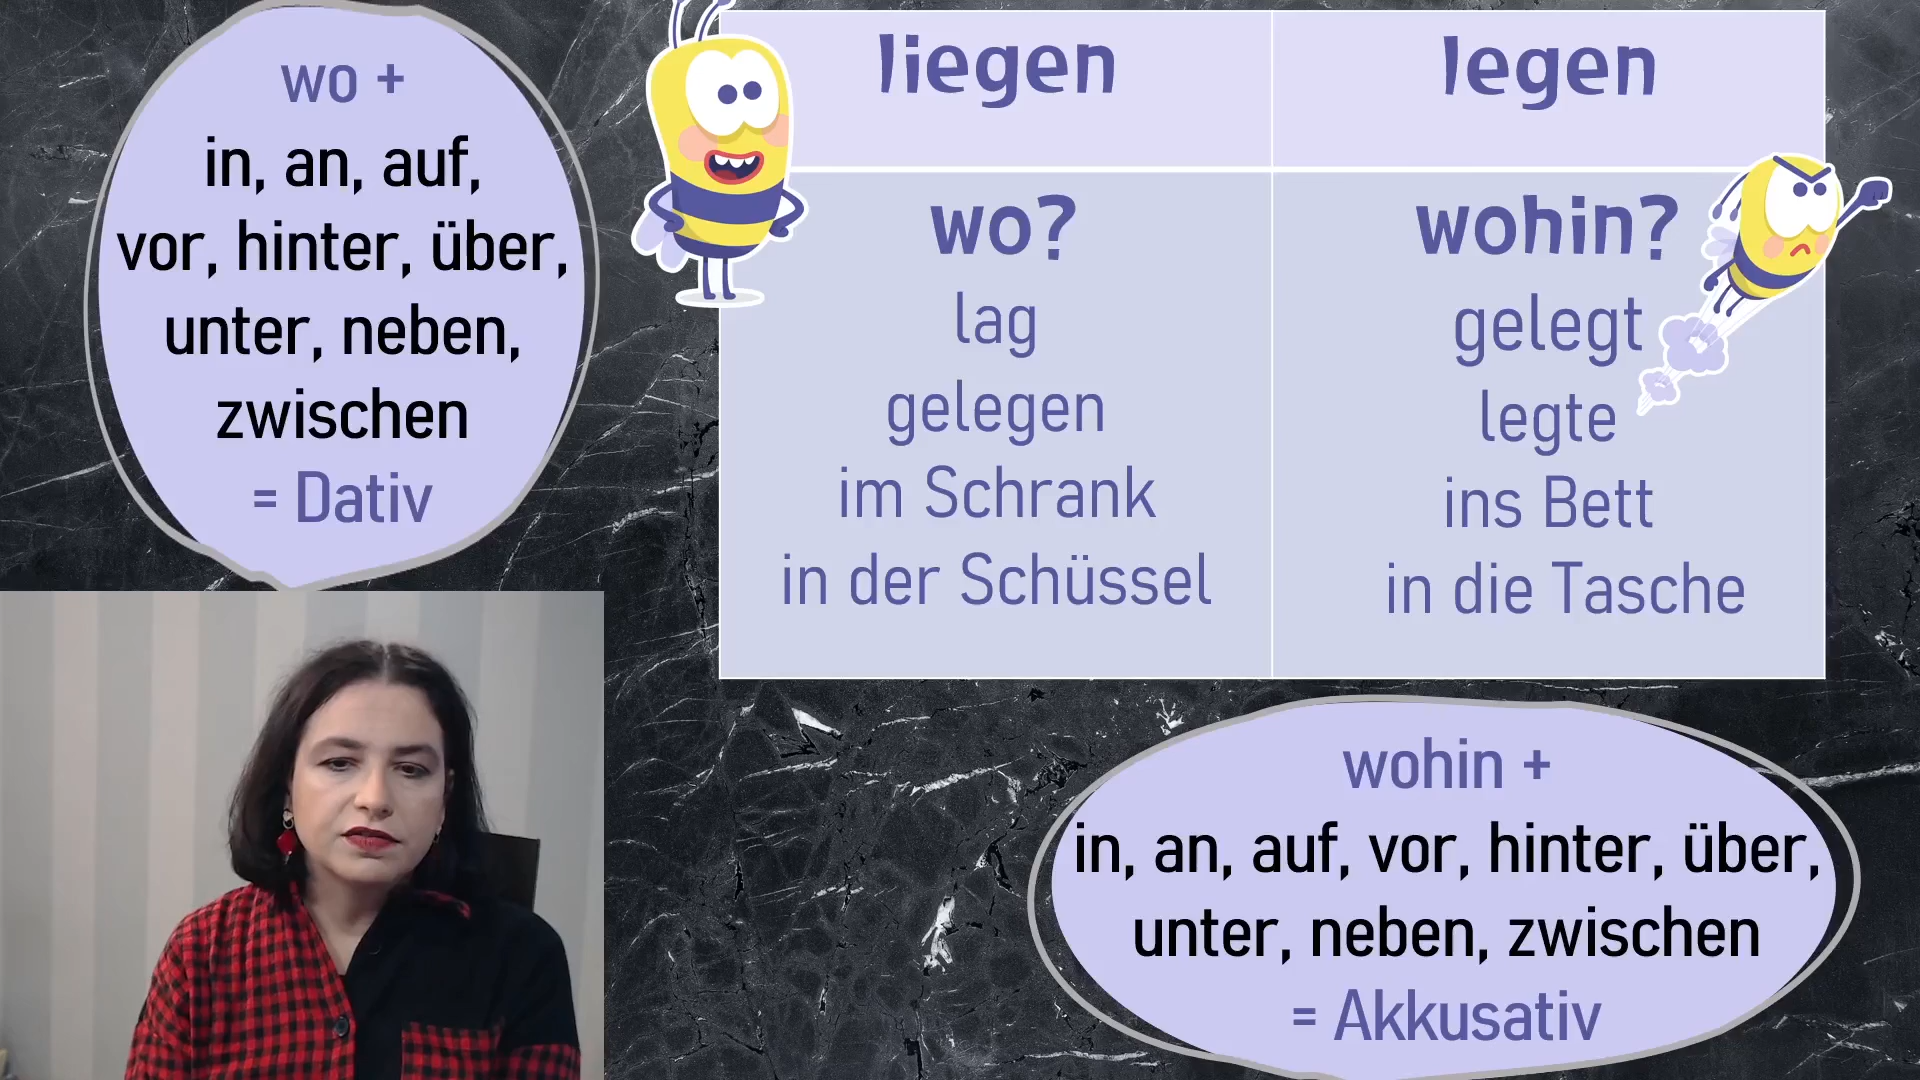 wo +
in, an, auf,
vor, hinter, über,
unter, neben,
zwischen
= Dativ
liegen
legen
wo?
lag
gelegen
im Schrank
in der Schüssel
wohin?
gelegt
legte
ins Bett
in die Tasche
wohin +
in, an, auf, vor, hinter, über,
unter, neben, zwischen
= Akkusativ